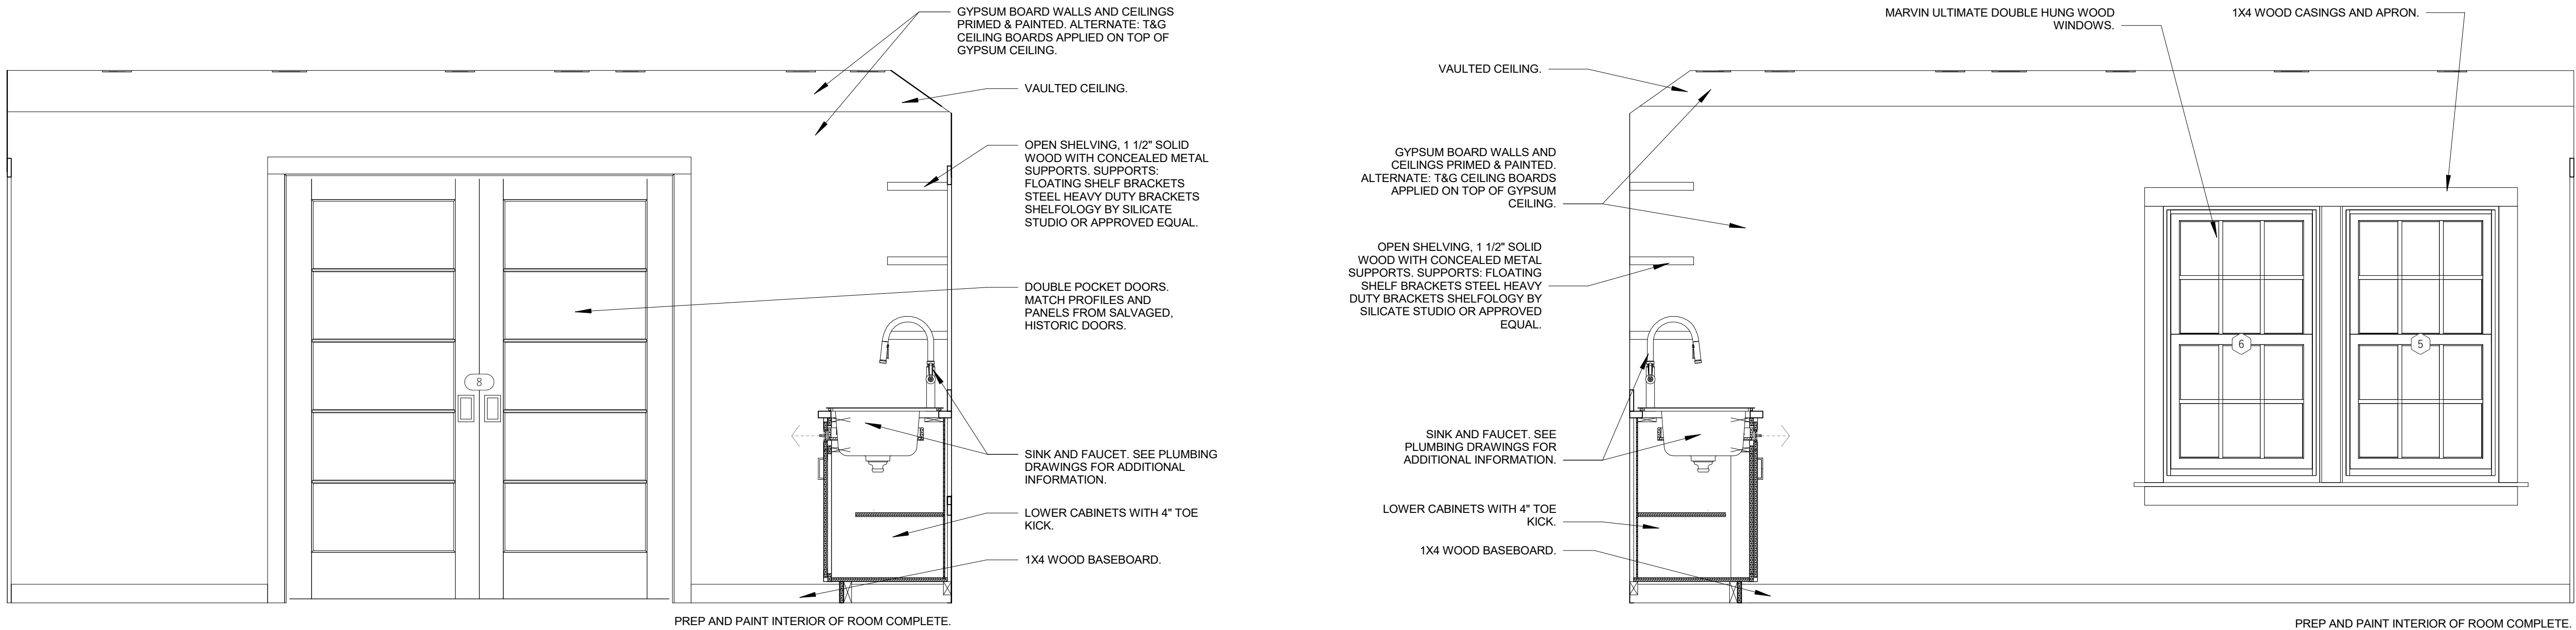 GYPSUM BOARD WALLS AND CEILINGS
PRIMED & PAINTED. ALTERNATE: T&G
CEILING BOARDS APPLIED ON TOP OF
GYPSUM CEILING.
VAULTED CEILING.
OPEN SHELVING, 1 1/2" SOLID
WOOD WITH CONCEALED METAL
SUPPORTS. SUPPORTS:
FLOATING SHELF BRACKETS
STEEL HEAVY DUTY BRACKETS
SHELFOLOGY BY SILICATE
STUDIO OR APPROVED EQUAL.
DOUBLE POCKET DOORS.
MATCH PROFILES AND
PANELS FROM SALVAGED,
HISTORIC DOORS.
8
SINK AND FAUCET. SEE PLUMBING
DRAWINGS FOR ADDITIONAL
INFORMATION.
LOWER CABINETS WITH 4" TOE
KICK.
1X4 WOOD BASEBOARD.
PREP AND PAINT INTERIOR OF ROOM COMPLETE.
MARVIN ULTIMATE DOUBLE HUNG WOOD
WINDOWS.
1X4 WOOD CASINGS AND APRON.
VAULTED CEILING.
GYPSUM BOARD WALLS AND
CEILINGS PRIMED & PAINTED.
ALTERNATE: T&G CEILING BOARDS
APPLIED ON TOP OF GYPSUM
CEILING.
OPEN SHELVING, 1 1/2" SOLID
WOOD WITH CONCEALED METAL
SUPPORTS. SUPPORTS: FLOATING
SHELF BRACKETS STEEL HEAVY
DUTY BRACKETS SHELFOLOGY BY
SILICATE STUDIO OR APPROVED
EQUAL.
6
5
SINK AND FAUCET. SEE
PLUMBING DRAWINGS FOR
ADDITIONAL INFORMATION.
LOWER CABINETS WITH 4" TOE
KICK.
1X4 WOOD BASEBOARD.
PREP AND PAINT INTERIOR OF ROOM COMPLETE.